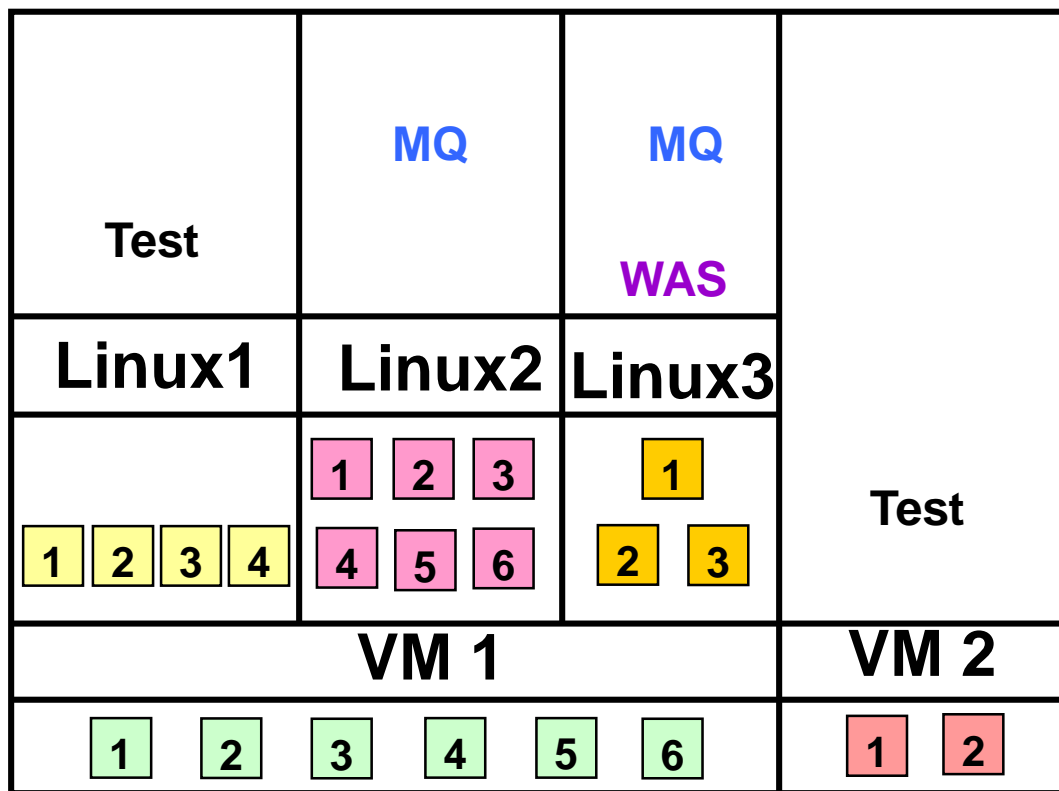 MQ MQ
Test
WAS
Linux1 Linux2 Linux3
1 2 3 1
Test
1 2 3 4 4 5 6 2 3
VM 1 VM 2
1 2 3 4 5 6 1 2